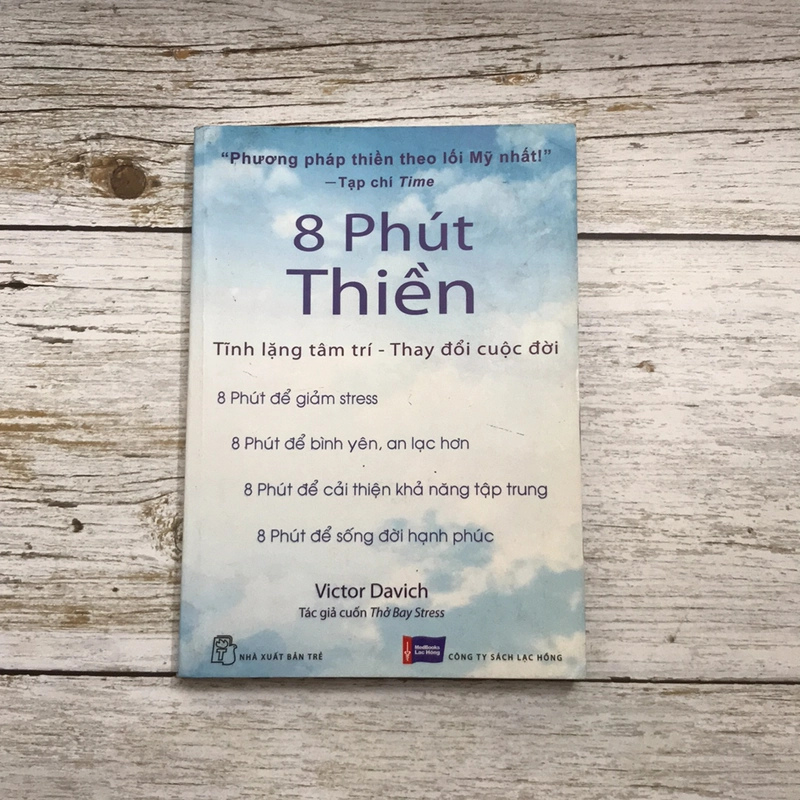 “Phương pháp thiền theo lối Mỹ nhất!”
—Tạp chí Time
8 Phút
Thiền
Tĩnh lặng tâm trí - Thay đổi cuộc đời
8 Phút để giảm stress
8 Phút để bình yên, an lạc hơn
8 Phút để cải thiện khả năng tập trung
8 Phút để sống đời hạnh phúc
Victor Davich
Tác giả cuốn Thở Bay Stress
NHÀ XUẤT BẢN TRẺ
MedBooks
Lạc Hồng
CÔNG TY SÁCH LẠC HỒNG